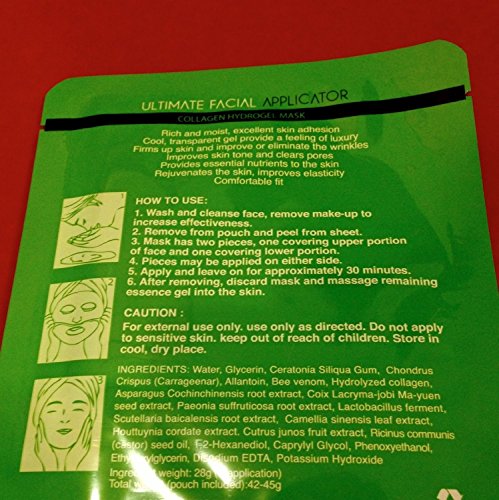 ULTIMATE FACIAL APPLICATOR
COLLAGEN HYDROGEL MASK
Rich and moist, excellent skin adhesion
Cool, transparent gel provide a feeling of luxury
Firms up skin and improve or eliminate the wrinkles
Improves skin tone and clears pores
Provides essential nutrients to the skin
Rejuvenates the skin, improves elasticity
Comfortable fit
HOW TO USE:
1. Wash and cleanse face, remove make-up to
increase effectiveness.
2. Remove from pouch and peel from sheet.
3. Mask has two pieces, one covering upper portion
of face and one covering lower portion.
4. Pieces may be applied on either side.
5. Apply and leave on for approximately 30 minutes.
6. After removing, discard mask and massage remaining
essence gel into the skin.
1
2
3
CAUTION :
For external use only. use only as directed. Do not apply
to sensitive skin. keep out of reach of children. Store in
cool, dry place.
INGREDIENTS: Water, Glycerin, Ceratonia Siliqua Gum, Chondrus
Crispus (Carrageenar), Allantoin, Bee venom, Hydrolyzed collagen,
Asparagus Cochinchinensis root extract, Coix Lacryma-jobi Ma-yuen
seed extract, Paeonia suffruticosa root extract, Lactobacillus ferment,
Scutellaria baicalensis root extract, Camellia sinensis leaf extract,
Houttuynia cordate extract, Cutrus junos fruit extract, Ricinus communis
(castor) seed oil, 1-2-Hexanediol, Caprylyl Glycol, Phenoxyethanol,
Disodium EDTA, Potassium Hydroxide
weight: 28g
(pouch included):42-45g